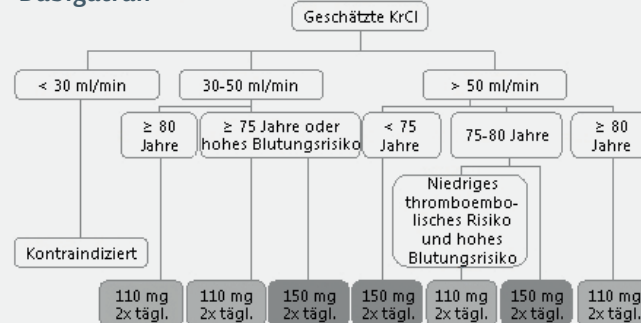 Geschätzte KrCl
< 30 ml/min
30-50 ml/min
> 50 ml/min
≥ 80
Jahre
≥ 75 Jahre oder
hohes Blutungsrisiko
< 75
Jahre
75-80 Jahre
≥ 80
Jahre
Niedriges
thromboembo-
lisches Risiko
und hohes
Blutungsrisiko
Kontraindiziert
110 mg
2x tägl.
110 mg
2x tägl.
150 mg
2x tägl.
150 mg
2x tägl.
110 mg
2x tägl.
150 mg
2x tägl.
110 mg
2x tägl.